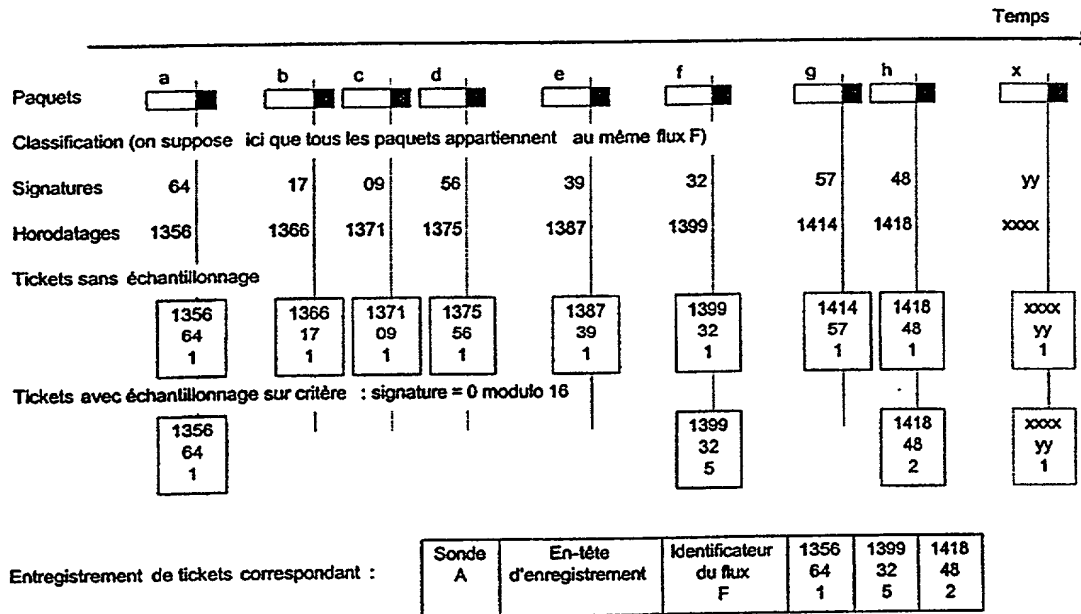 Temps
a b c d e f g h x
Paquets
Classification (on suppose ici que tous les paquets appartiennent au même flux F)
Signatures 64 17 09 56 39 32 57 48 yy
Horodatages 1356 1366 1371 1375 1387 1399 1414 1418 xxxx
Tickets sans échantillonnage
1356 1366 1371 1375 1387 1399 1414 1418 xxxx
64 17 09 56 39 32 57 48 yy
1 1 1 1 1 1 1 1 1
Tickets avec échantillonnage sur critère : signature = 0 modulo 16
1356 1399 1418 xxxx
64 32 48 yy
1 5 2 1
Sonde En-tête Identificateur 1356 1399 1418
Entregistrement de tickets correspondant : A d'enregistrement du flux 64 32 48
F 1 5 2